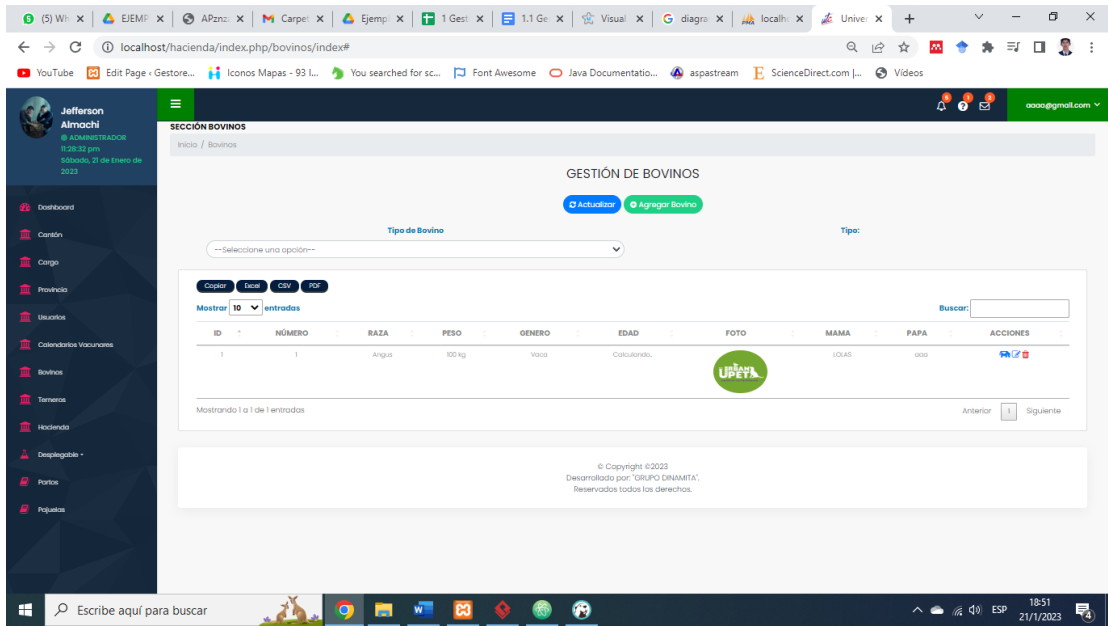 (5) Wh
EJEMP
APznz
Carpet
Ejemp
1 Gest
1.1 Ge
Visual
diagra
localh
Univer
localhost/hacienda/index.php/bovinos/index#
YouTube
Edit Page ‹ Gestore...
Iconos Mapas - 93 I...
You searched for sc...
Font Awesome
Java Documentatio...
aspastream
ScienceDirect.com |...
Vídeos
Jefferson
Almachi
ADMINISTRADOR
11:28:32 pm
Sábado, 21 de Enero de
2023
aaaa@gmail.com
SECCIÓN BOVINOS
Inicio / Bovinos
Dashboard
Cantón
Cargo
Provincia
Usuarios
Calendarios Vacunares
Bovinos
Terneros
Hacienda
Desplegable
Partos
Pajuelas
GESTIÓN DE BOVINOS
Actualizar
Agregar Bovino
Tipo de Bovino
Tipo:
--Seleccione una opción--
Copiar Excel CSV PDF
Mostrar 10 entradas
Buscar:
ID NÚMERO RAZA PESO GENERO EDAD FOTO MAMA PAPA ACCIONES
1 1 Angus 100 kg Vaca Calculando.. LOLAS aaa
URBAN
UPETA
Mostrando 1 a 1 de 1 entradas
Anterior 1 Siguiente
© Copyright ©2023
Desarrollado por: "GRUPO DINAMITA".
Reservados todos los derechos.
Escribe aquí para buscar
ESP
18:51
21/1/2023